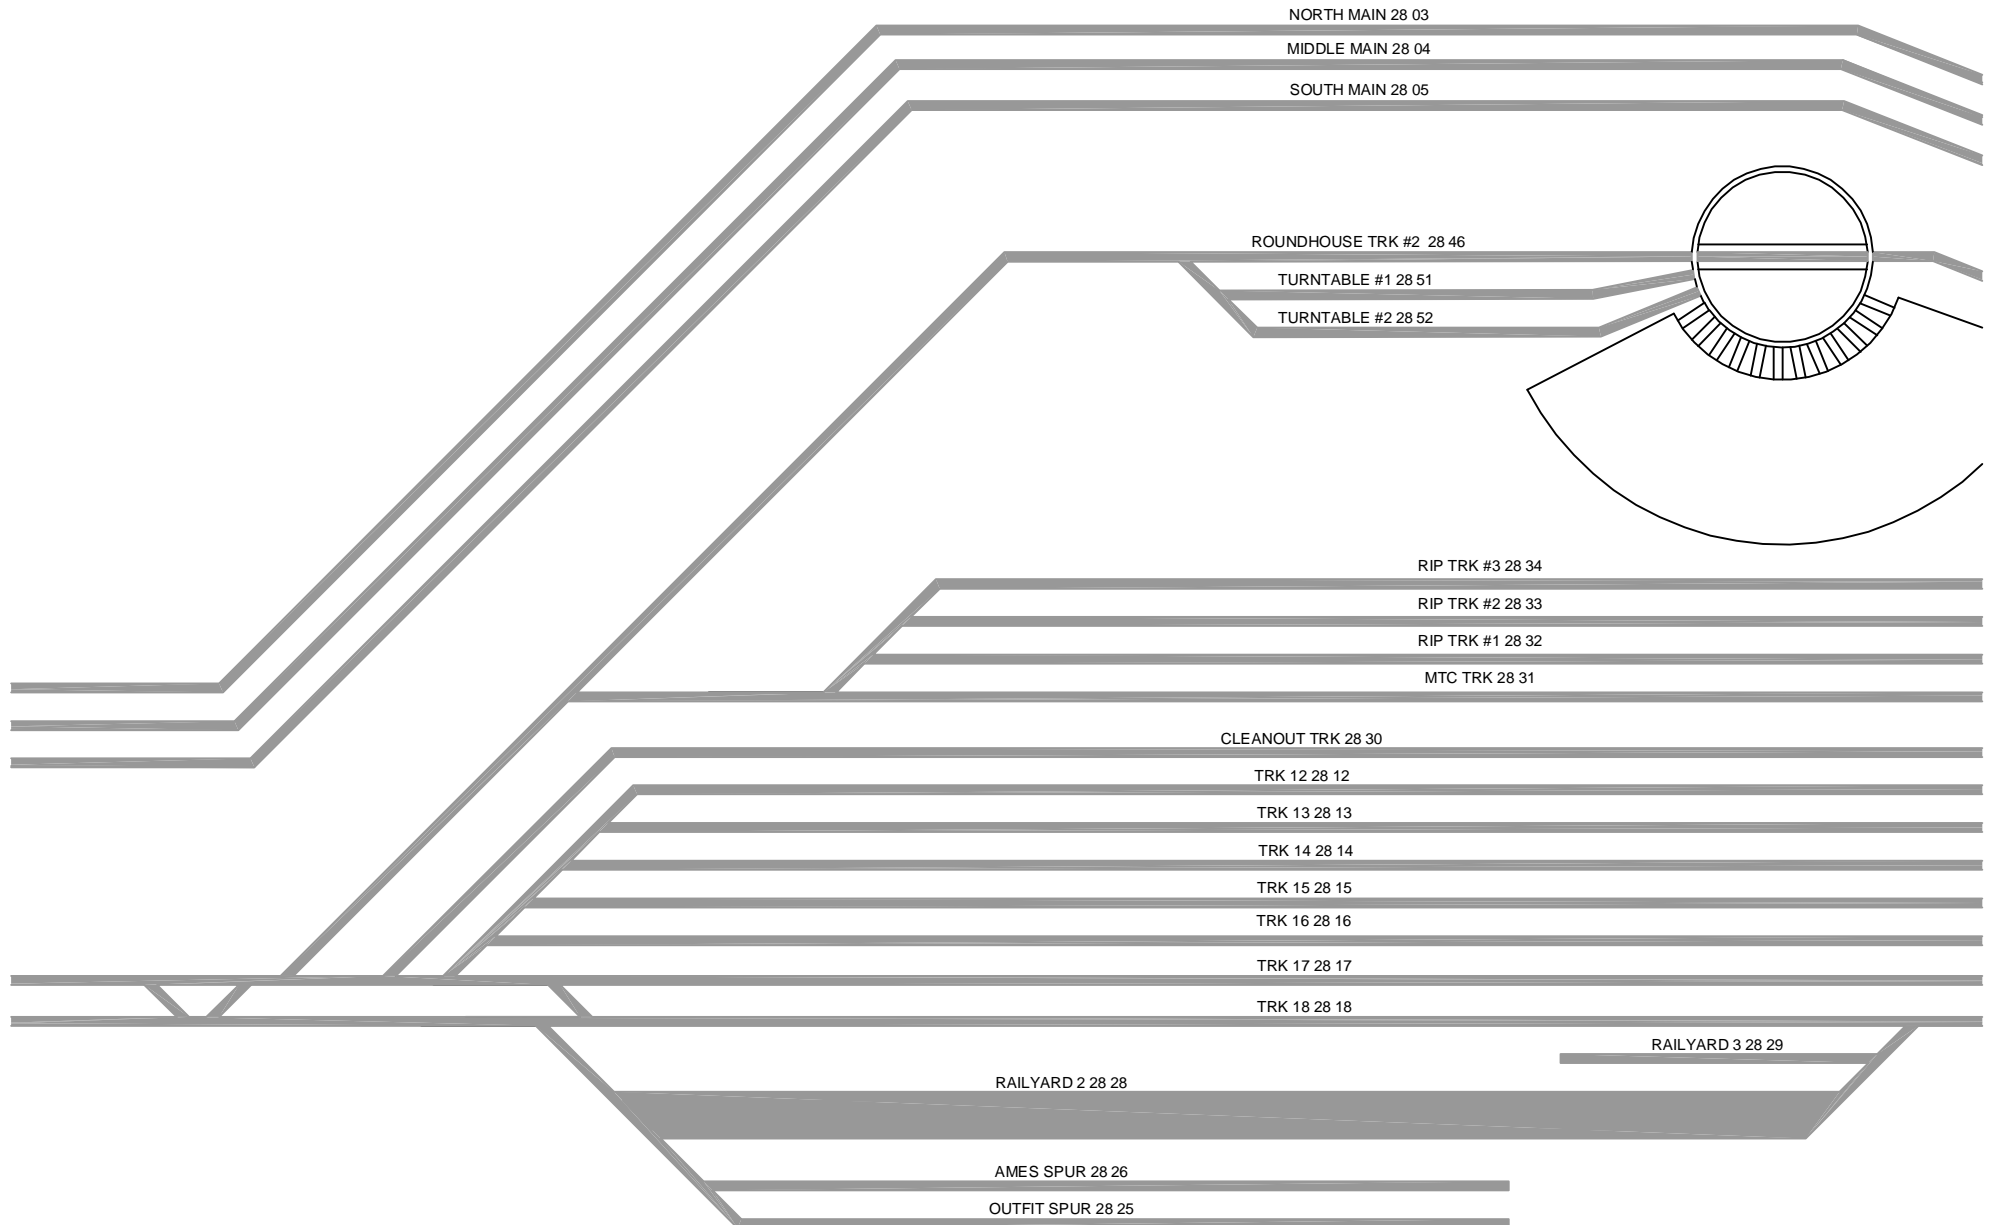 NORTH MAIN 28 03
MIDDLE MAIN 28 04
SOUTH MAIN 28 05
ROUNDHOUSE TRK #2 28 46
TURNTABLE #1 28 51
TURNTABLE #2 28 52
RIP TRK #3 28 34
RIP TRK #2 28 33
RIP TRK #1 28 32
MTC TRK 28 31
CLEANOUT TRK 28 30
TRK 12 28 12
TRK 13 28 13
TRK 14 28 14
TRK 15 28 15
TRK 16 28 16
TRK 17 28 17
TRK 18 28 18
RAILYARD 3 28 29
RAILYARD 2 28 28
AMES SPUR 28 26
OUTFIT SPUR 28 25